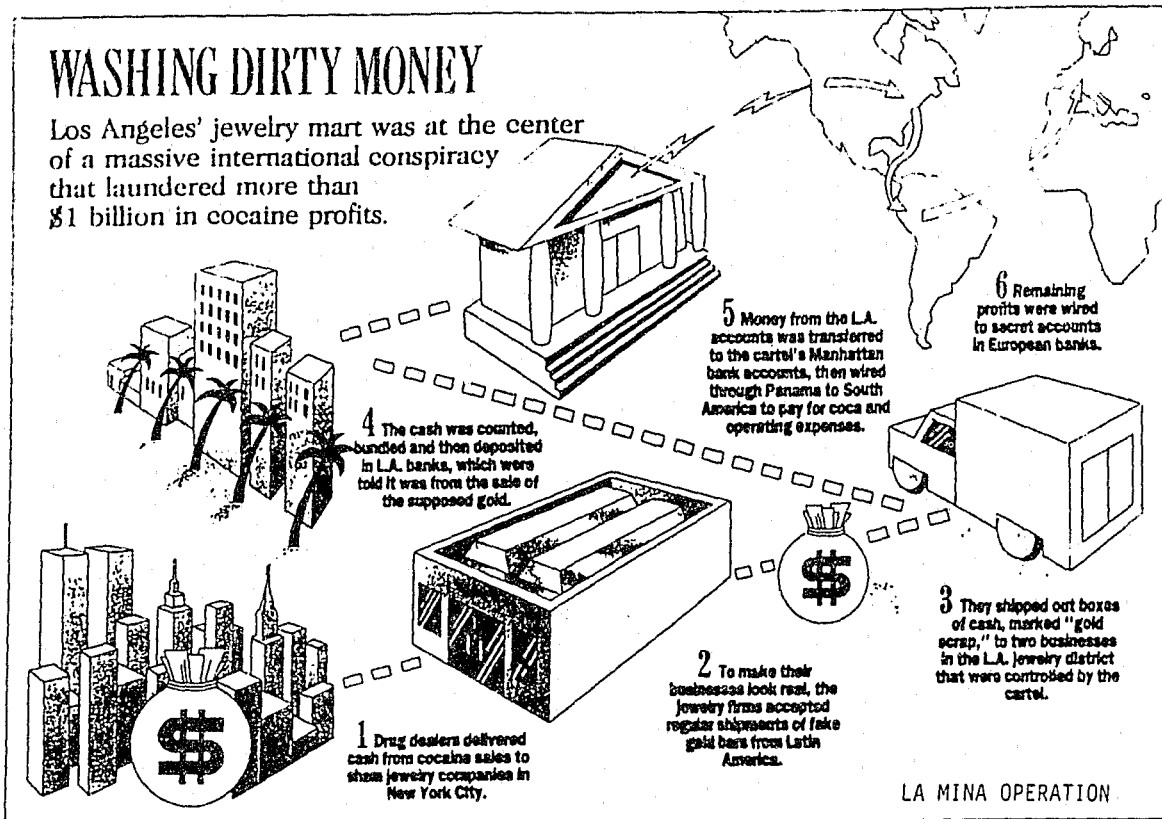 WASHING DIRTY MONEY
Los Angeles' jewelry mart was at the center
of a massive international conspiracy
that laundered more than
$1 billion in cocaine profits.
1 Drug dealers delivered
cash from cocaine sales to
sham jewelry companies in
New York City.
2 To make their
businesses look real, the
jewelry firms accepted
regular shipments of fake
gold bars from Latin
America.
3 They shipped out boxes
of cash, marked "gold
scrap," to two businesses
in the L.A. jewelry district
that were controlled by the
cartel.
4 The cash was counted,
bundled and then deposited
in L.A. banks, which were
told it was from the sale of
the supposed gold.
5 Money from the L.A.
accounts was transferred
to the cartel's Manhattan
bank accounts, then wired
through Panama to South
America to pay for coca and
operating expenses.
6 Remaining
profits were wired
to secret accounts
in European banks.
$
$
LA MINA OPERATION